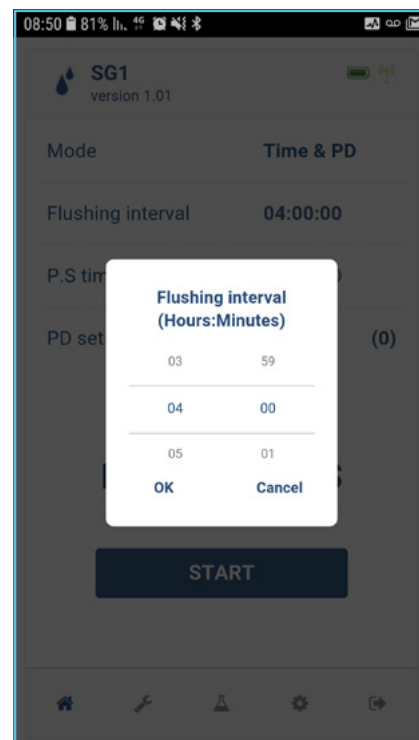 08:50 81% 4G
SG1
version 1.01
Mode Time & PD
Flushing interval 04:00:00
P.S tim
Flushing interval
(Hours:Minutes)
PD set (0)
03 59
04 00
05 01
OK Cancel
START